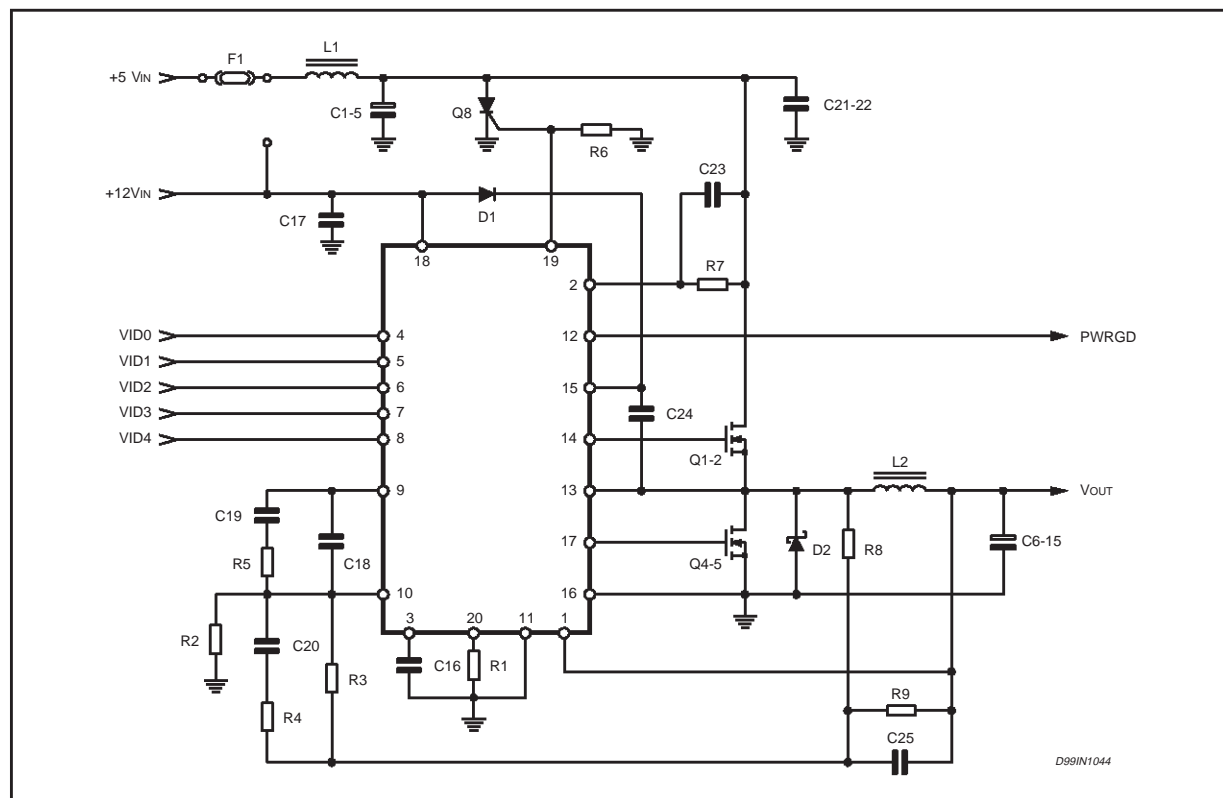 F1
L1
+5 VIN
C1-5
Q8
R6
C21-22
C23
+12VIN
C17
D1
18
19
2
R7
VID0
4
12
PWRGD
VID1
5
VID2
6
15
VID3
7
C24
VID4
8
14
Q1-2
L2
9
13
VOUT
C19
C18
R5
17
Q4-5
D2
R8
C6-15
10
16
3
20
11
1
R2
C20
R3
C16
R1
R4
R9
C25
D99IN1044